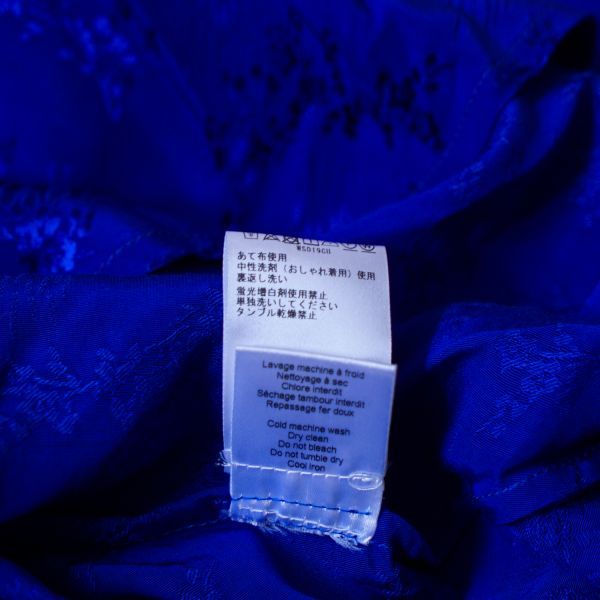 WS019CH
あて布使用
中性洗剤（おしゃれ着用）使用
裏返し洗い
蛍光増白剤使用禁止
単独洗いしてください
タンブル乾燥禁止
Lavage machine à froid
Nettoyage à sec
Chlore interdit
Séchage tambour interdit
Repassage fer doux
Cold machine wash
Dry clean
Do not bleach
Do not tumble dry
Cool iron